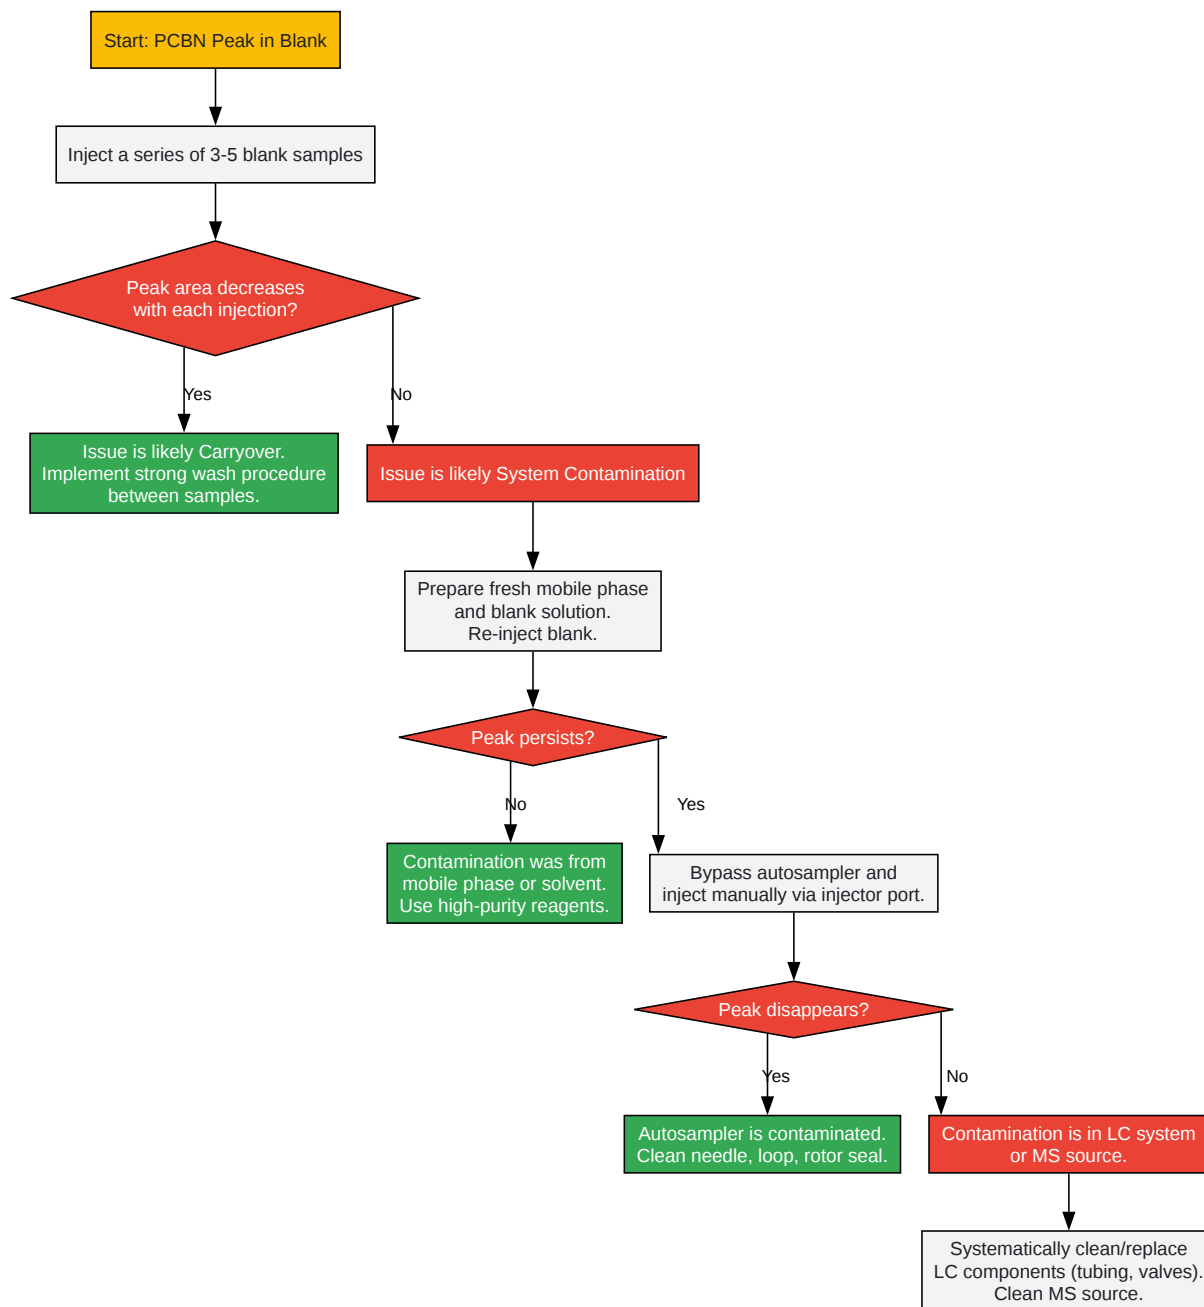 Start: PCBN Peak in Blank
Inject a series of 3-5 blank samples
Peak area decreases
with each injection?
Yes
No
Issue is likely Carryover.
Implement strong wash procedure
between samples.
Issue is likely System Contamination
Prepare fresh mobile phase
and blank solution.
Re-inject blank.
Peak persists?
No
Yes
Contamination was from
mobile phase or solvent.
Use high-purity reagents.
Bypass autosampler and
inject manually via injector port.
Peak disappears?
Yes
No
Autosampler is contaminated.
Clean needle, loop, rotor seal.
Contamination is in LC system
or MS source.
Systematically clean/replace
LC components (tubing, valves).
Clean MS source.